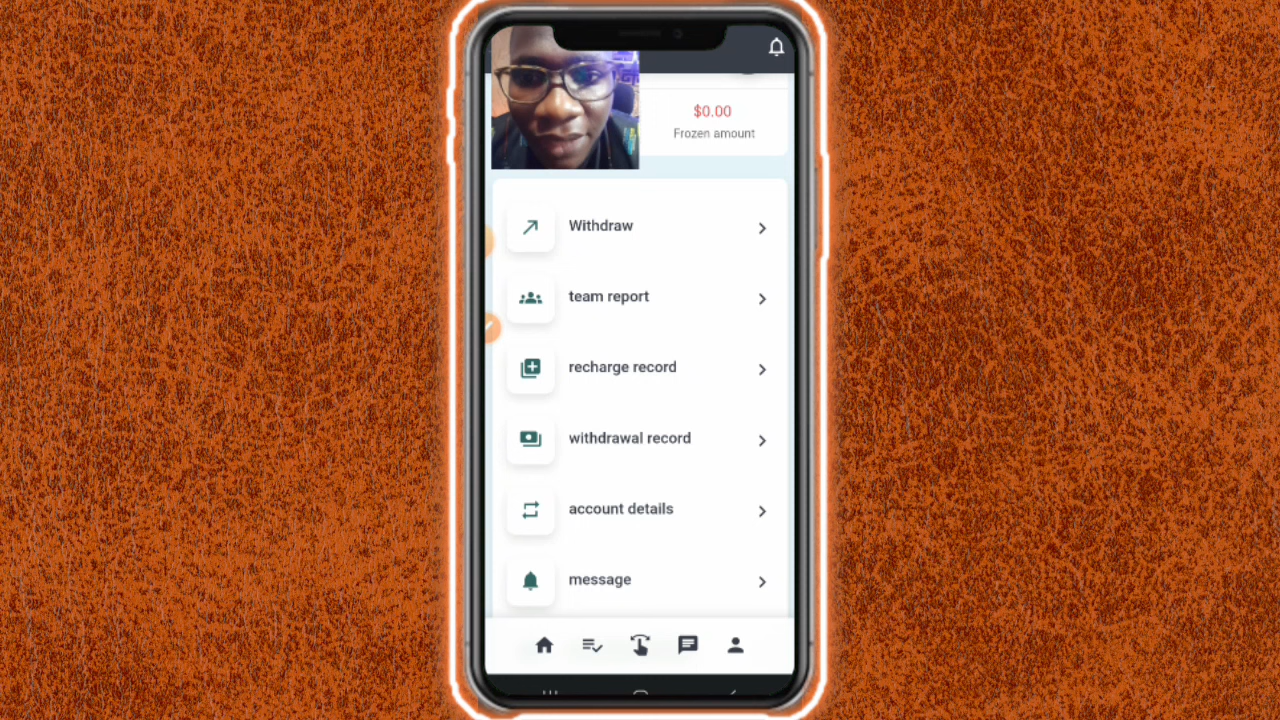 $0.00
Frozen amount
Withdraw
team report
recharge record
withdrawal record
account details
message